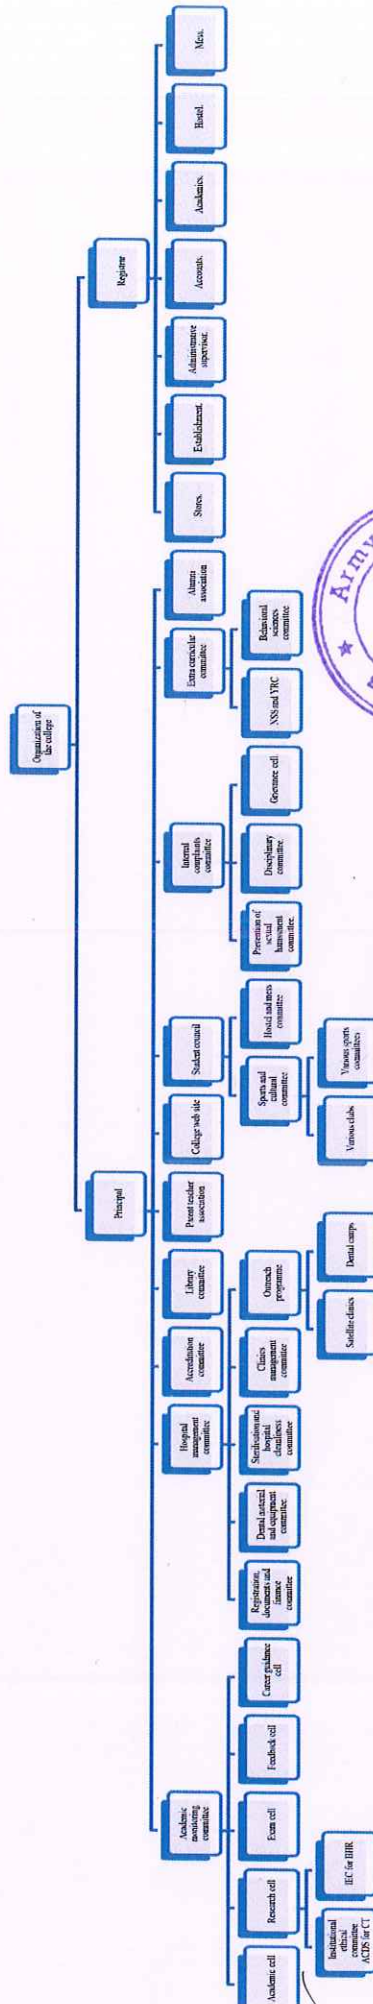 Organization of
the college
Principal
Registrar
Academic
monitoring
committee
Hospital
management
committee
Accreditation
committee
Library
committee
Parent teacher
association
College web site
Student council
Internal
complaints
committee
Extra curricular
committee
Alumni
association
Stores.
Establishment.
Administrative
supervisor.
Accounts.
Academics.
Hostel.
Mess.
Academic cell
Research cell
Exam cell
Feedback cell
Career guidance
cell
Registration,
documents and
finance
committee
Dental material
and equipment
committee.
Sterilisation and
hospital
cleanliness
committee
Clinics
management
committee
Outreach
programme
Sports and
cultural
committee
Hostel and mess
committee
Prevention of
sexual
harassment
committee.
Disciplinary
committee.
Grievance cell.
NSS and YRC
Behavioral
sciences
committee
Institutional
ethical
committee
ACDS for CT
IEC for BHR
Satellite clinics
Dental camps
Various clubs
Various sports
committees
Army